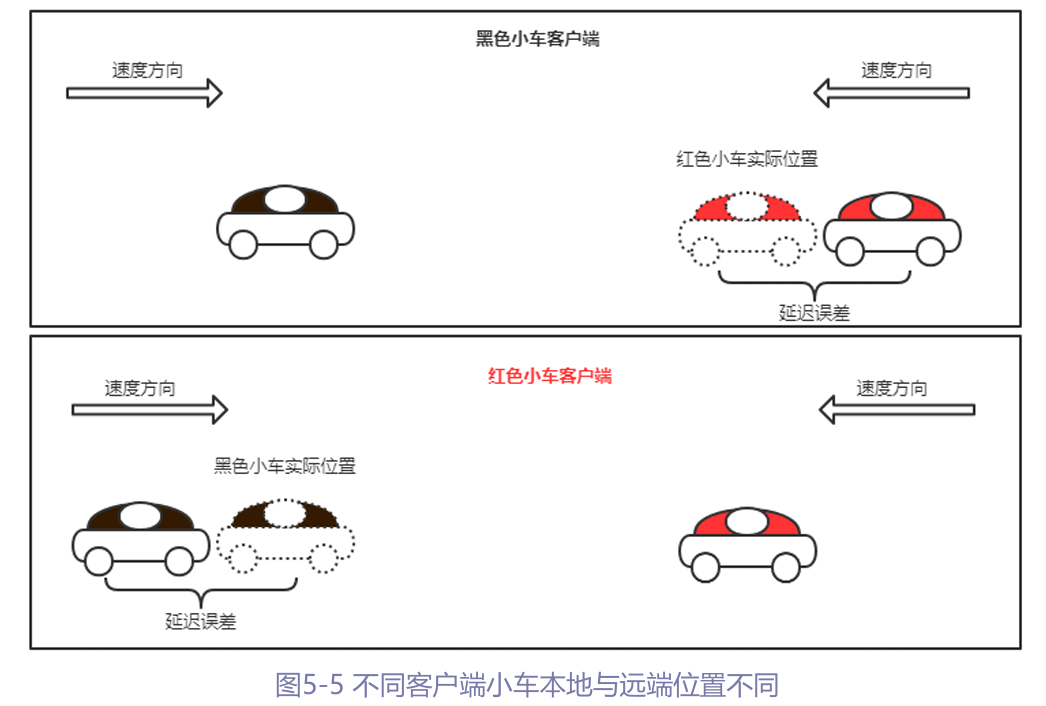 黑色小车客户端
速度方向
速度方向
红色小车实际位置
延迟误差
红色小车客户端
速度方向
速度方向
黑色小车实际位置
延迟误差
图5-5 不同客户端小车本地与远端位置不同